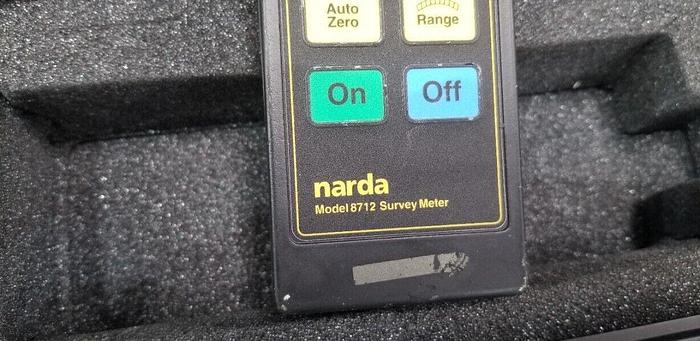 Auto
Zero
Range
On
Off
narda
Model 8712 Survey Meter